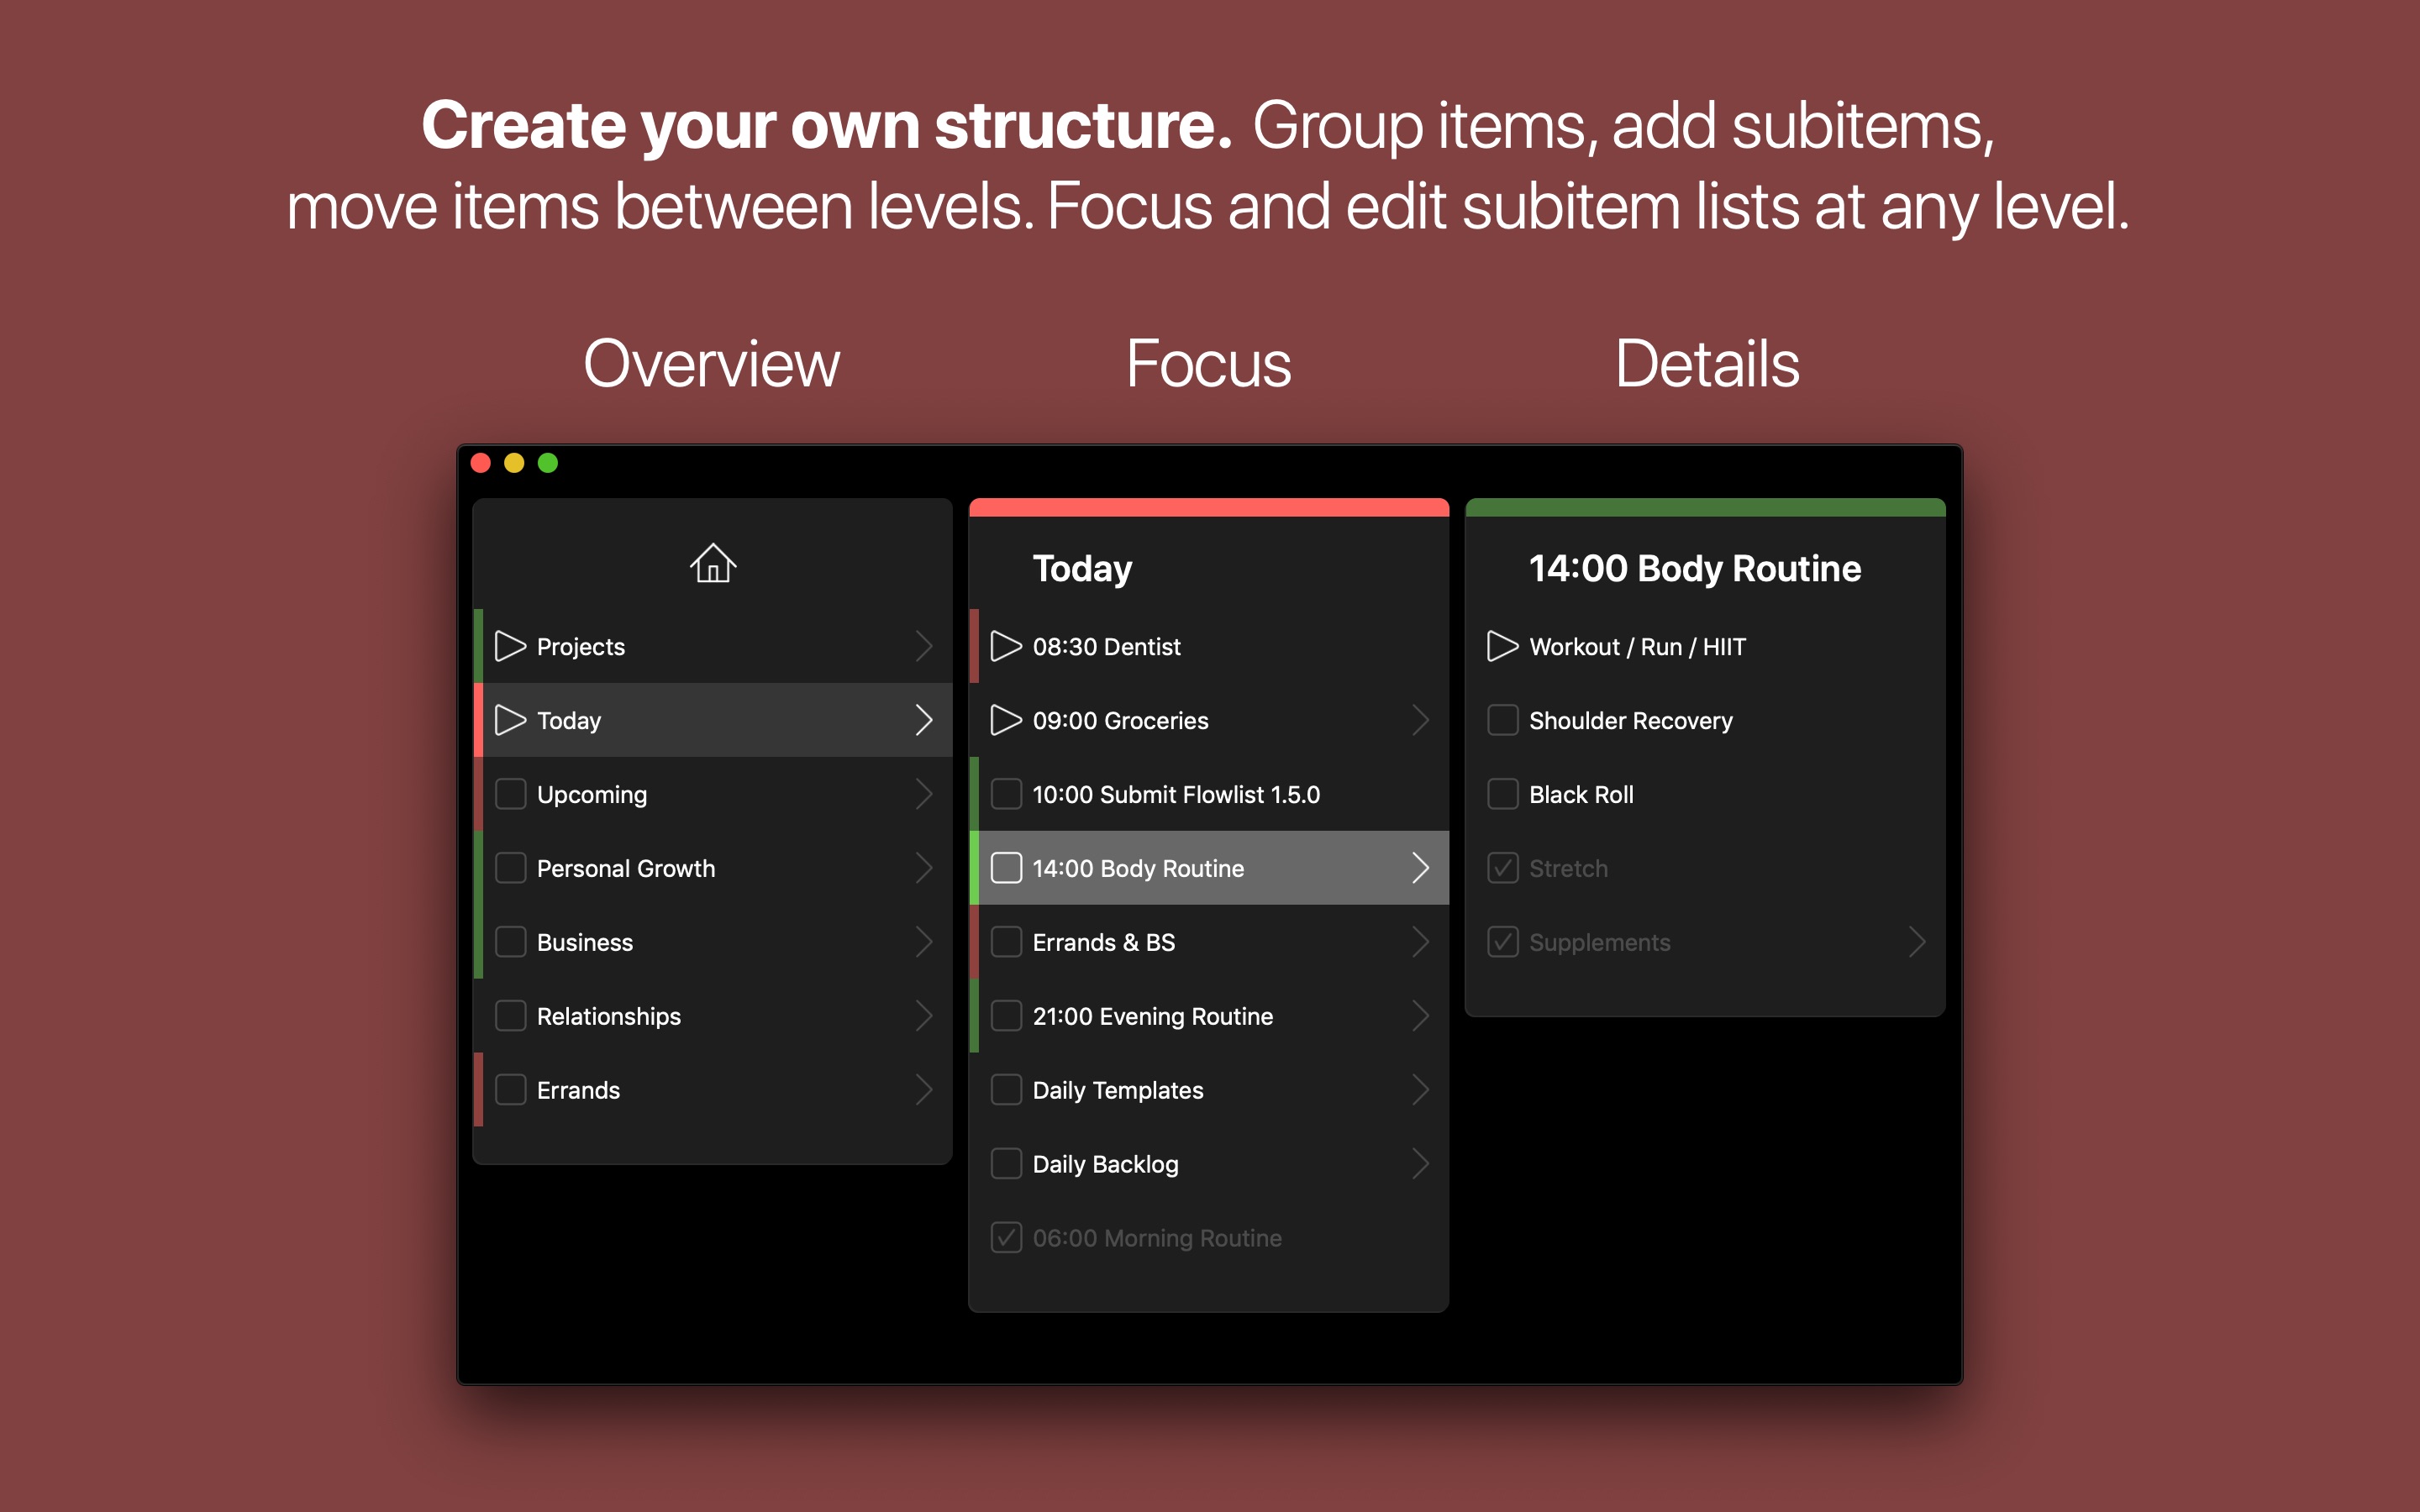 Create your own structure. Group items, add subitems,
move items between levels. Focus and edit subitem lists at any level.
Overview
Focus
Details
Projects
Today
Upcoming
Personal Growth
Business
Relationships
Errands
Today
08:30 Dentist
09:00 Groceries
10:00 Submit Flowlist 1.5.0
14:00 Body Routine
Errands & BS
21:00 Evening Routine
Daily Templates
Daily Backlog
06:00 Morning Routine
14:00 Body Routine
Workout / Run / HIIT
Shoulder Recovery
Black Roll
Stretch
Supplements